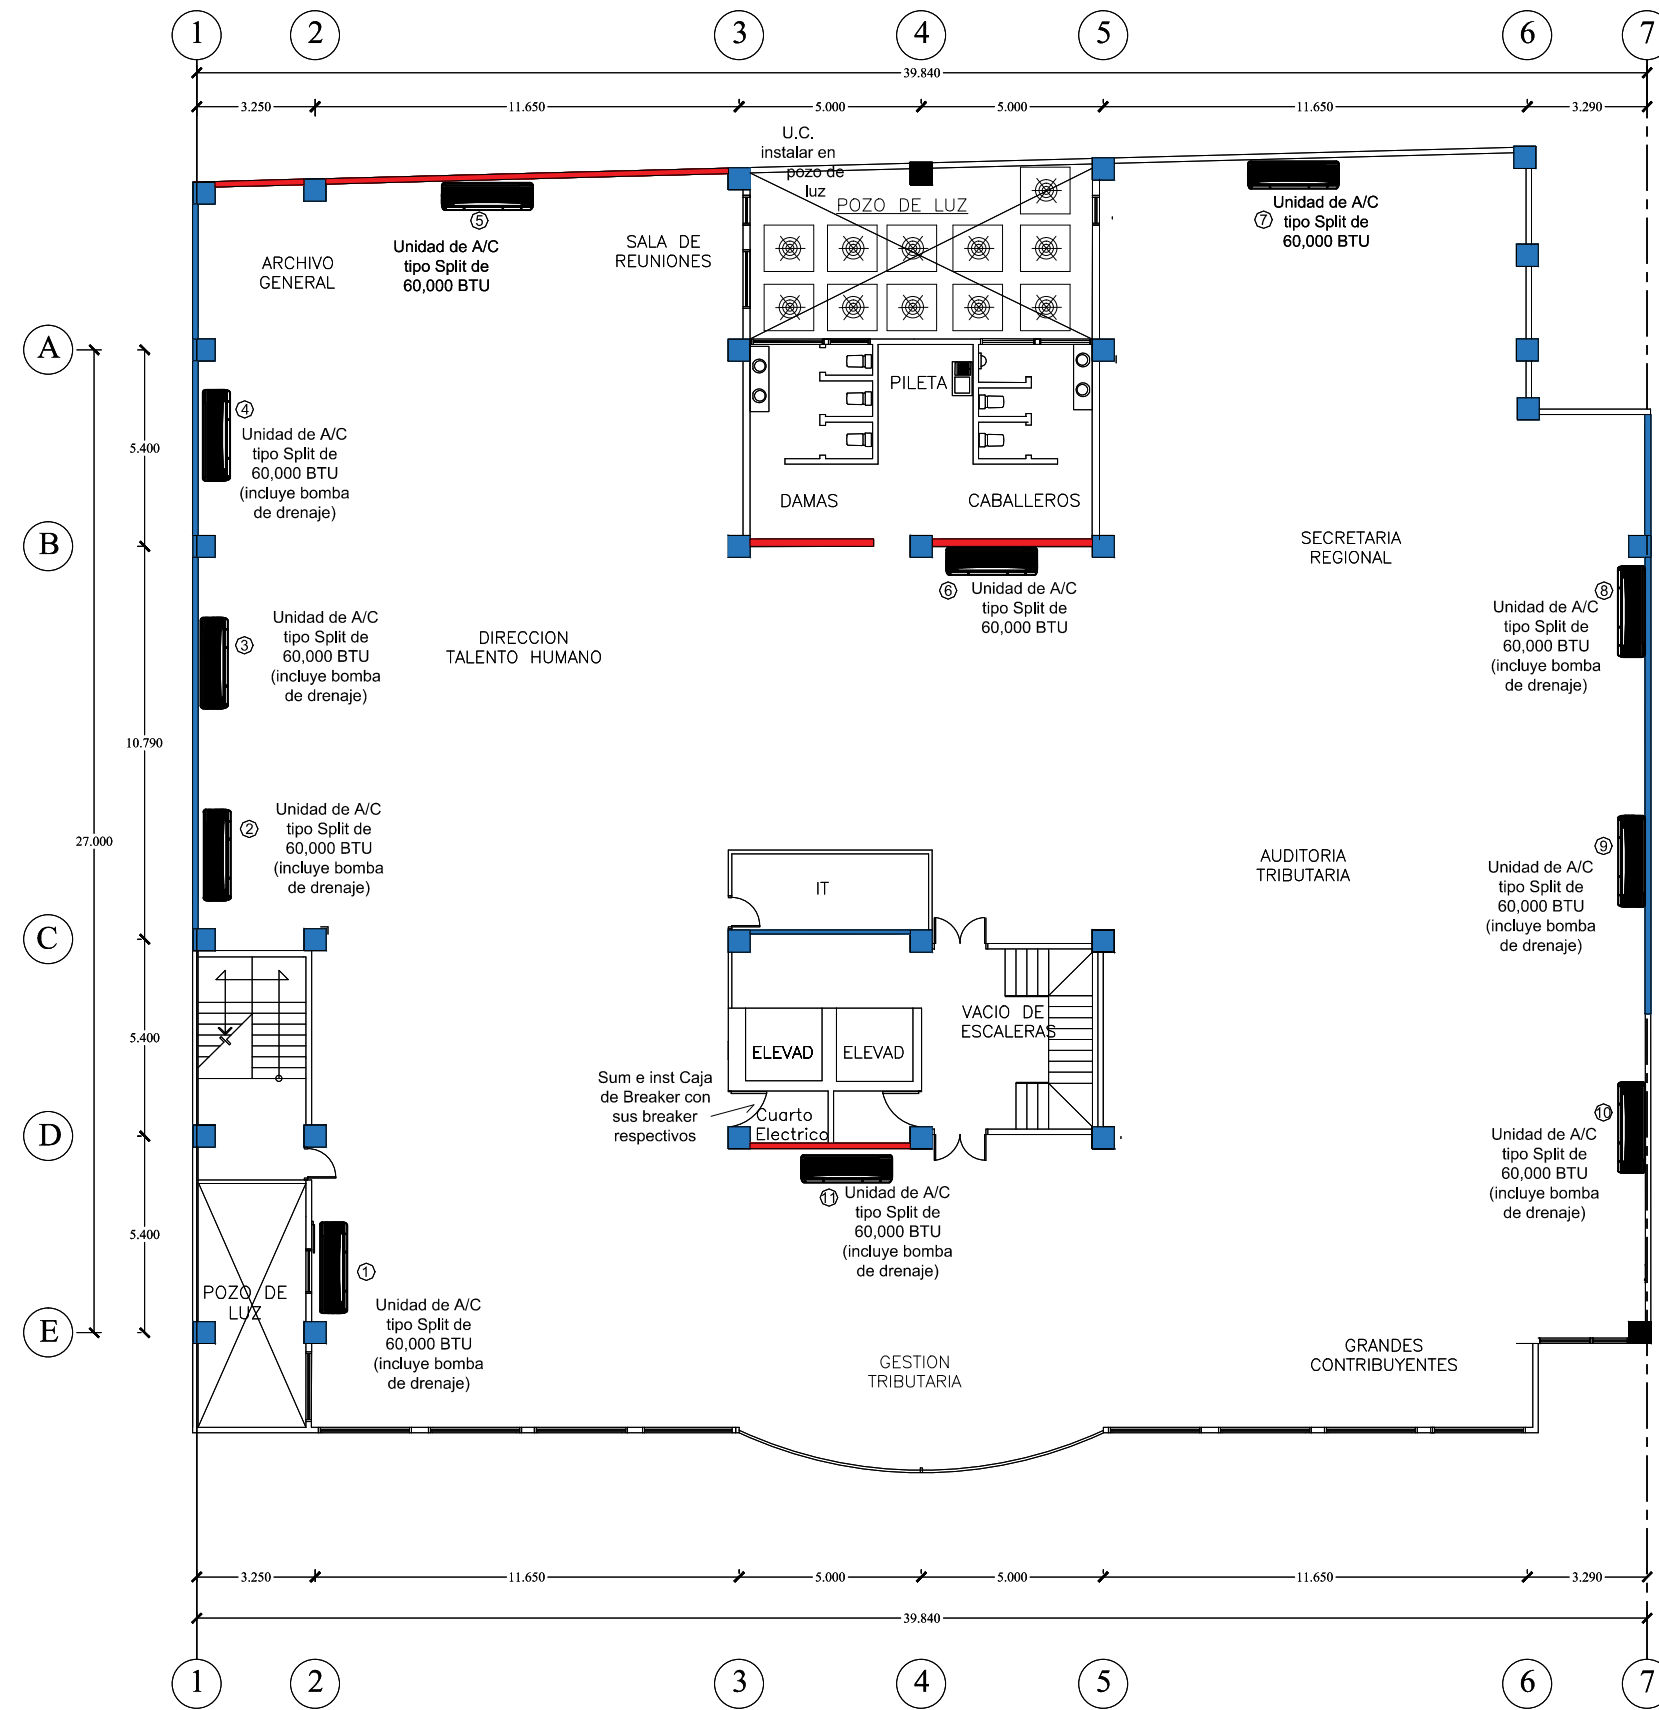 1 2 3 4 5 6 7
39.840
3.250 11.650 5.000 5.000 11.650 3.290
U.C.
instalar en
pozo de
luz
POZO DE LUZ
5
Unidad de A/C
tipo Split de
60,000 BTU
7
Unidad de A/C
tipo Split de
60,000 BTU
ARCHIVO
GENERAL
SALA DE
REUNIONES
A
PILETA
4
Unidad de A/C
tipo Split de
60,000 BTU
(incluye bomba
de drenaje)
5.400
DAMAS
CABALLEROS
B
SECRETARIA
REGIONAL
6
Unidad de A/C
tipo Split de
60,000 BTU
8
Unidad de A/C
tipo Split de
60,000 BTU
(incluye bomba
de drenaje)
3
Unidad de A/C
tipo Split de
60,000 BTU
(incluye bomba
de drenaje)
DIRECCION
TALENTO HUMANO
10.790
2
Unidad de A/C
tipo Split de
60,000 BTU
(incluye bomba
de drenaje)
27.000
IT
AUDITORIA
TRIBUTARIA
9
Unidad de A/C
tipo Split de
60,000 BTU
(incluye bomba
de drenaje)
C
VACIO DE
ESCALERAS
5.400
ELEVAD
ELEVAD
Sum e inst Caja
de Breaker con
sus breaker
respectivos
Cuarto
Electrico
10
Unidad de A/C
tipo Split de
60,000 BTU
(incluye bomba
de drenaje)
D
11
Unidad de A/C
tipo Split de
60,000 BTU
(incluye bomba
de drenaje)
5.400
POZO DE
LUZ
1
Unidad de A/C
tipo Split de
60,000 BTU
(incluye bomba
de drenaje)
E
GESTION
TRIBUTARIA
GRANDES
CONTRIBUYENTES
3.250 11.650 5.000 5.000 11.650 3.290
39.840
1 2 3 4 5 6 7